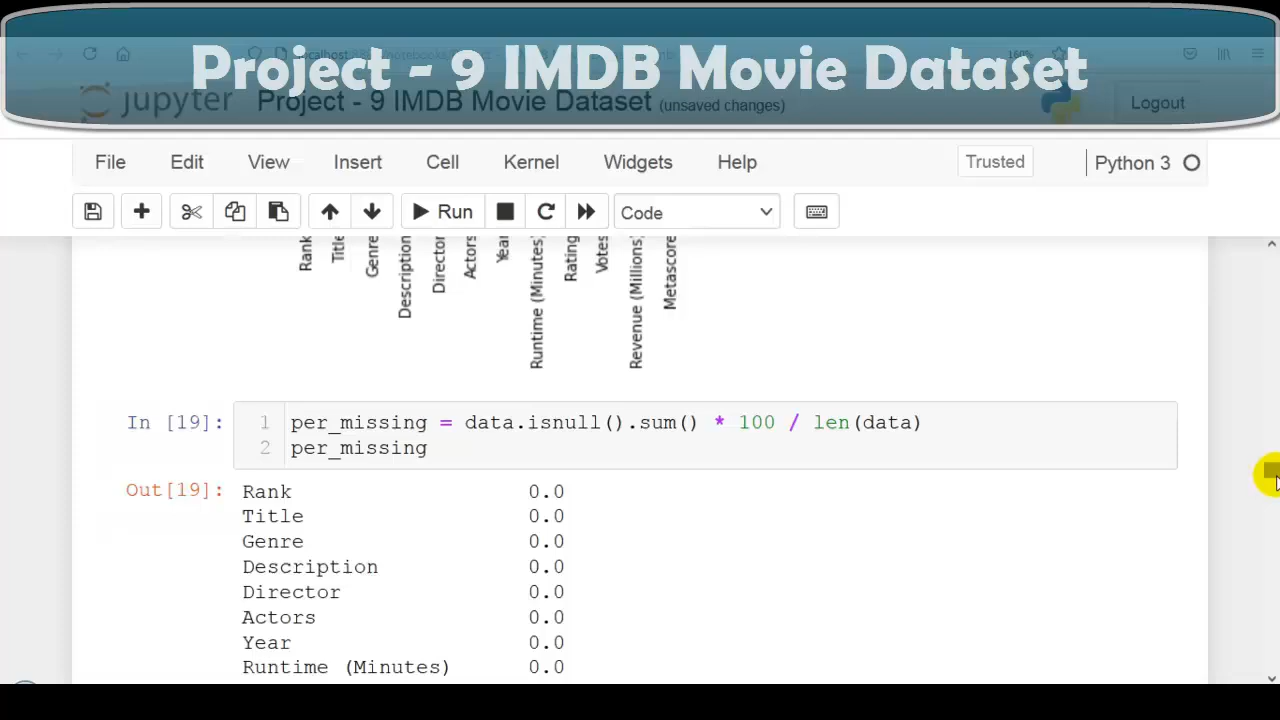 Project - 9 IMDB Movie Dataset
jupyter Project - 9 IMDB Movie Dataset (unsaved changes) Logout
File Edit View Insert Cell Kernel Widgets Help Trusted Python 3
Run Code
Rank Title Genre Description Director Actors Year Runtime (Minutes) Rating Votes Revenue (Millions) Metascore
In [19]: 1 per_missing = data.isnull().sum() * 100 / len(data)
2 per_missing
Out[19]: Rank 0.0
Title 0.0
Genre 0.0
Description 0.0
Director 0.0
Actors 0.0
Year 0.0
Runtime (Minutes) 0.0